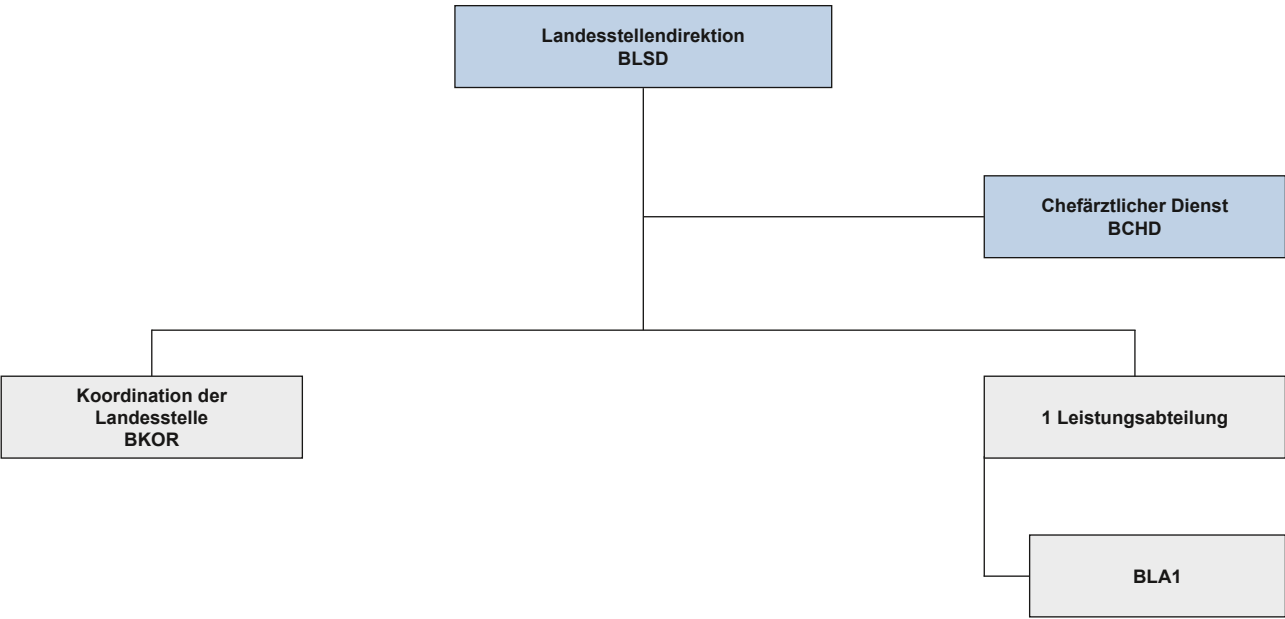 Landesstellendirektion
BLSD
Chefärztlicher Dienst
BCHD
Koordination der
Landesstelle
BKOR
1 Leistungsabteilung
BLA1